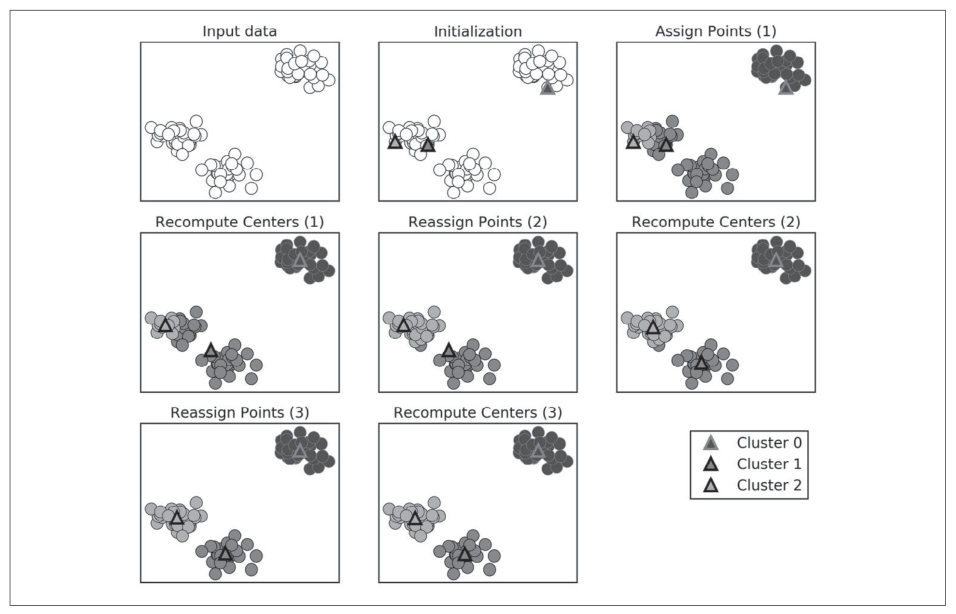 Input data
Initialization
Assign Points (1)
Recompute Centers (1)
Reassign Points (2)
Recompute Centers (2)
Reassign Points (3)
Recompute Centers (3)
Cluster 0
Cluster 1
Cluster 2